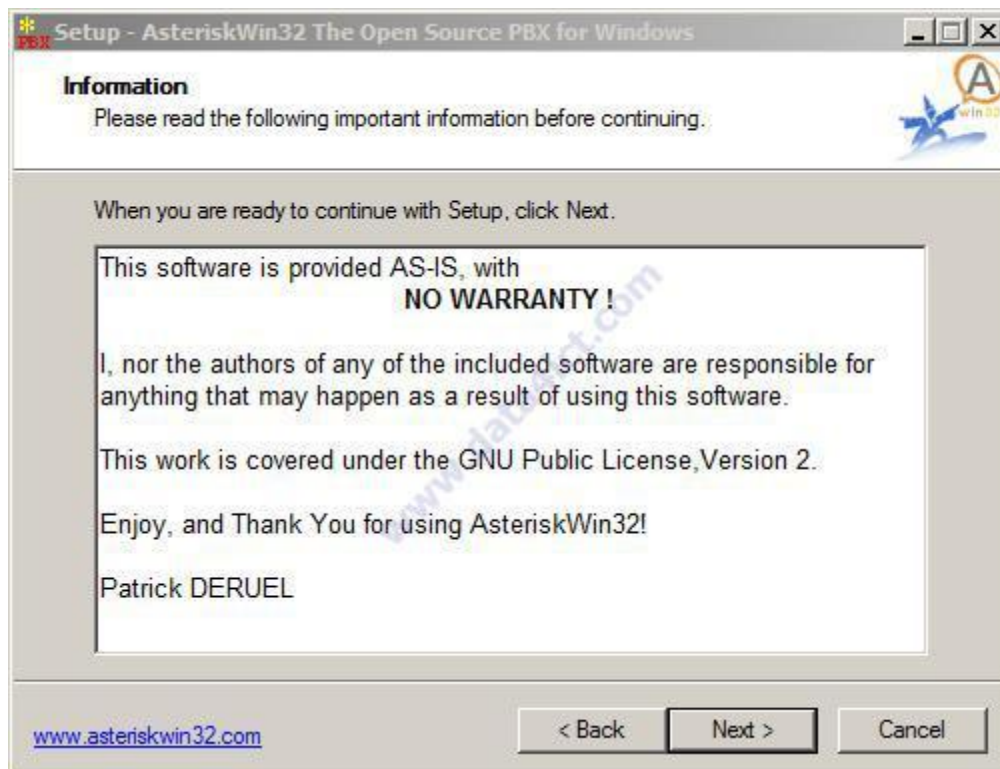 PBX
Setup - AsteriskWin32 The Open Source PBX for Windows
Information
Please read the following important information before continuing.
A
win32
When you are ready to continue with Setup, click Next.
This software is provided AS-IS, with
NO WARRANTY !
I, nor the authors of any of the included software are responsible for
anything that may happen as a result of using this software.
This work is covered under the GNU Public License,Version 2.
Enjoy, and Thank You for using AsteriskWin32!
Patrick DERUEL
www.asteriskwin32.com
< Back
Next >
Cancel